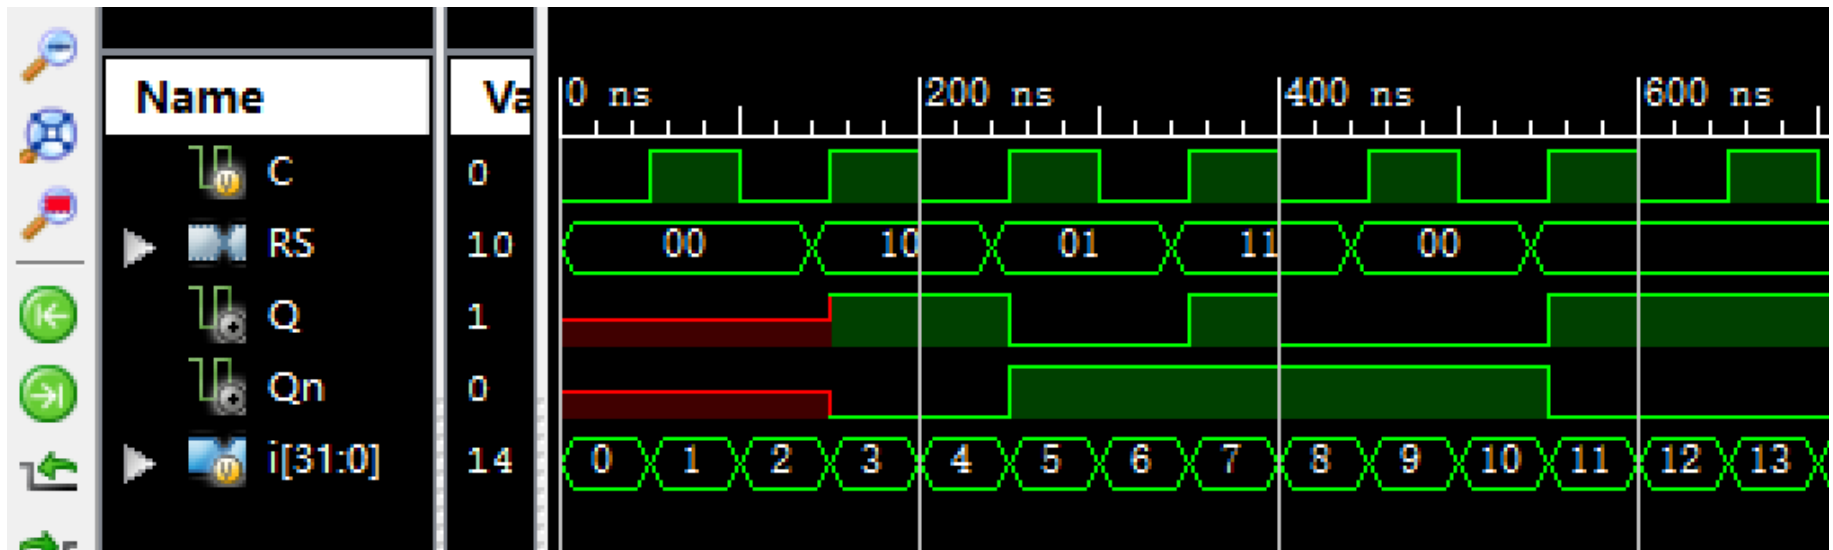 Name Va 0 ns 200 ns 400 ns 600 ns
C 0
RS 10 00 10 01 11 00
Q 1
Qn 0
i[31:0] 14 0 1 2 3 4 5 6 7 8 9 10 11 12 13